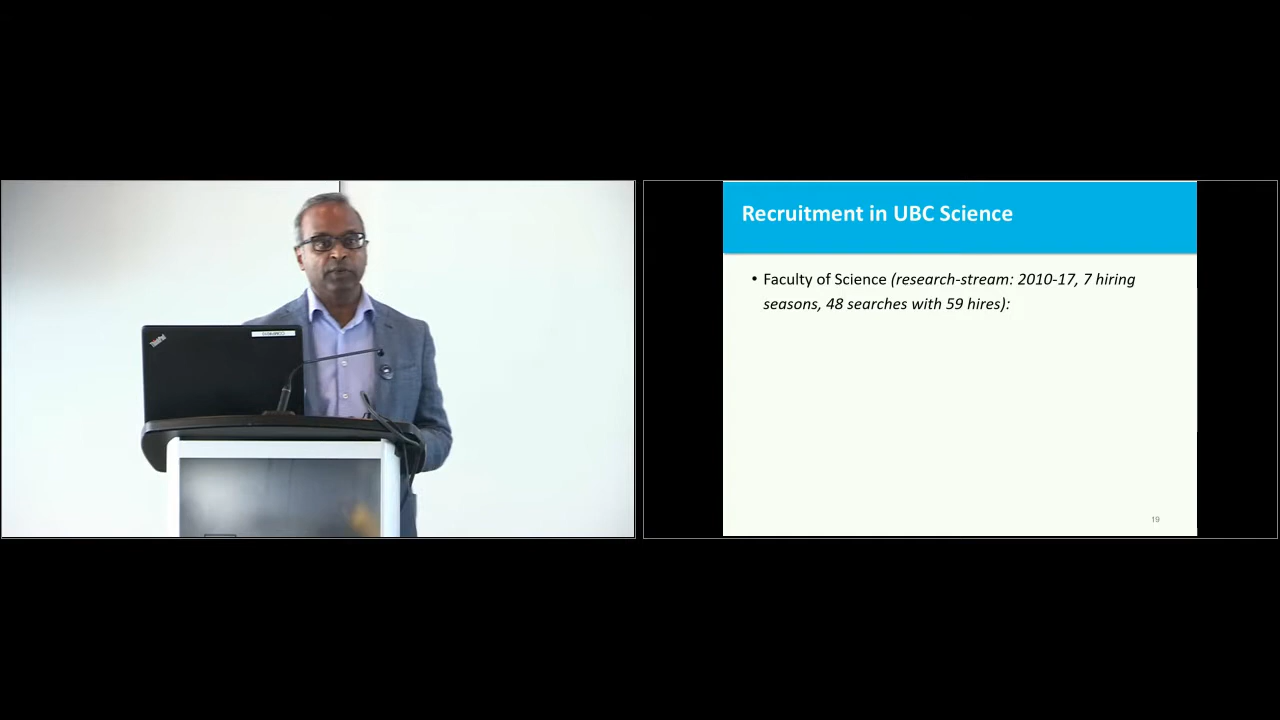 Recruitment in UBC Science
• Faculty of Science (research-stream: 2010-17, 7 hiring
seasons, 48 searches with 59 hires):
19
ThinkPad